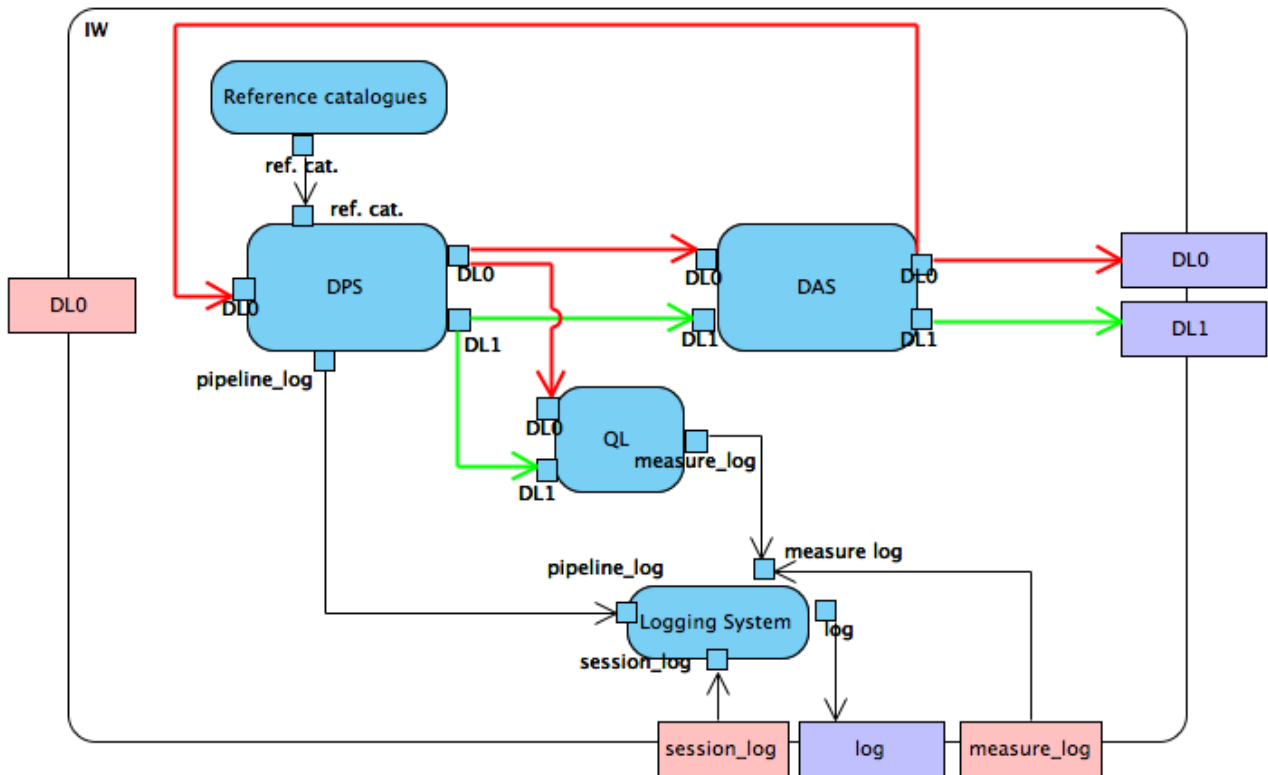 IW
Reference catalogues
ref. cat.
ref. cat.
DPS
DL0
DL0
DL0
DL1
DL0
DL1
DAS
DL0
DL1
DL0
DL1
pipeline_log
QL
DL0
DL1
measure_log
measure log
pipeline_log
Logging System
log
session_log
session_log
log
measure_log